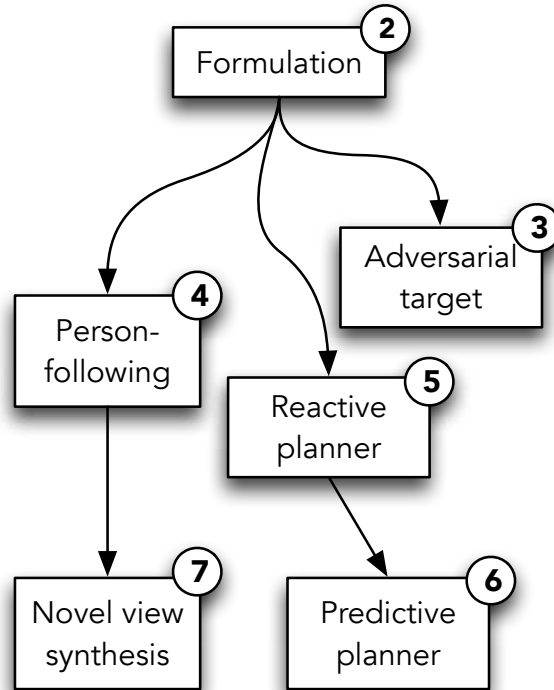 2
Formulation
3
Adversarial
target
4
Person-
following
5
Reactive
planner
7
Novel view
synthesis
6
Predictive
planner